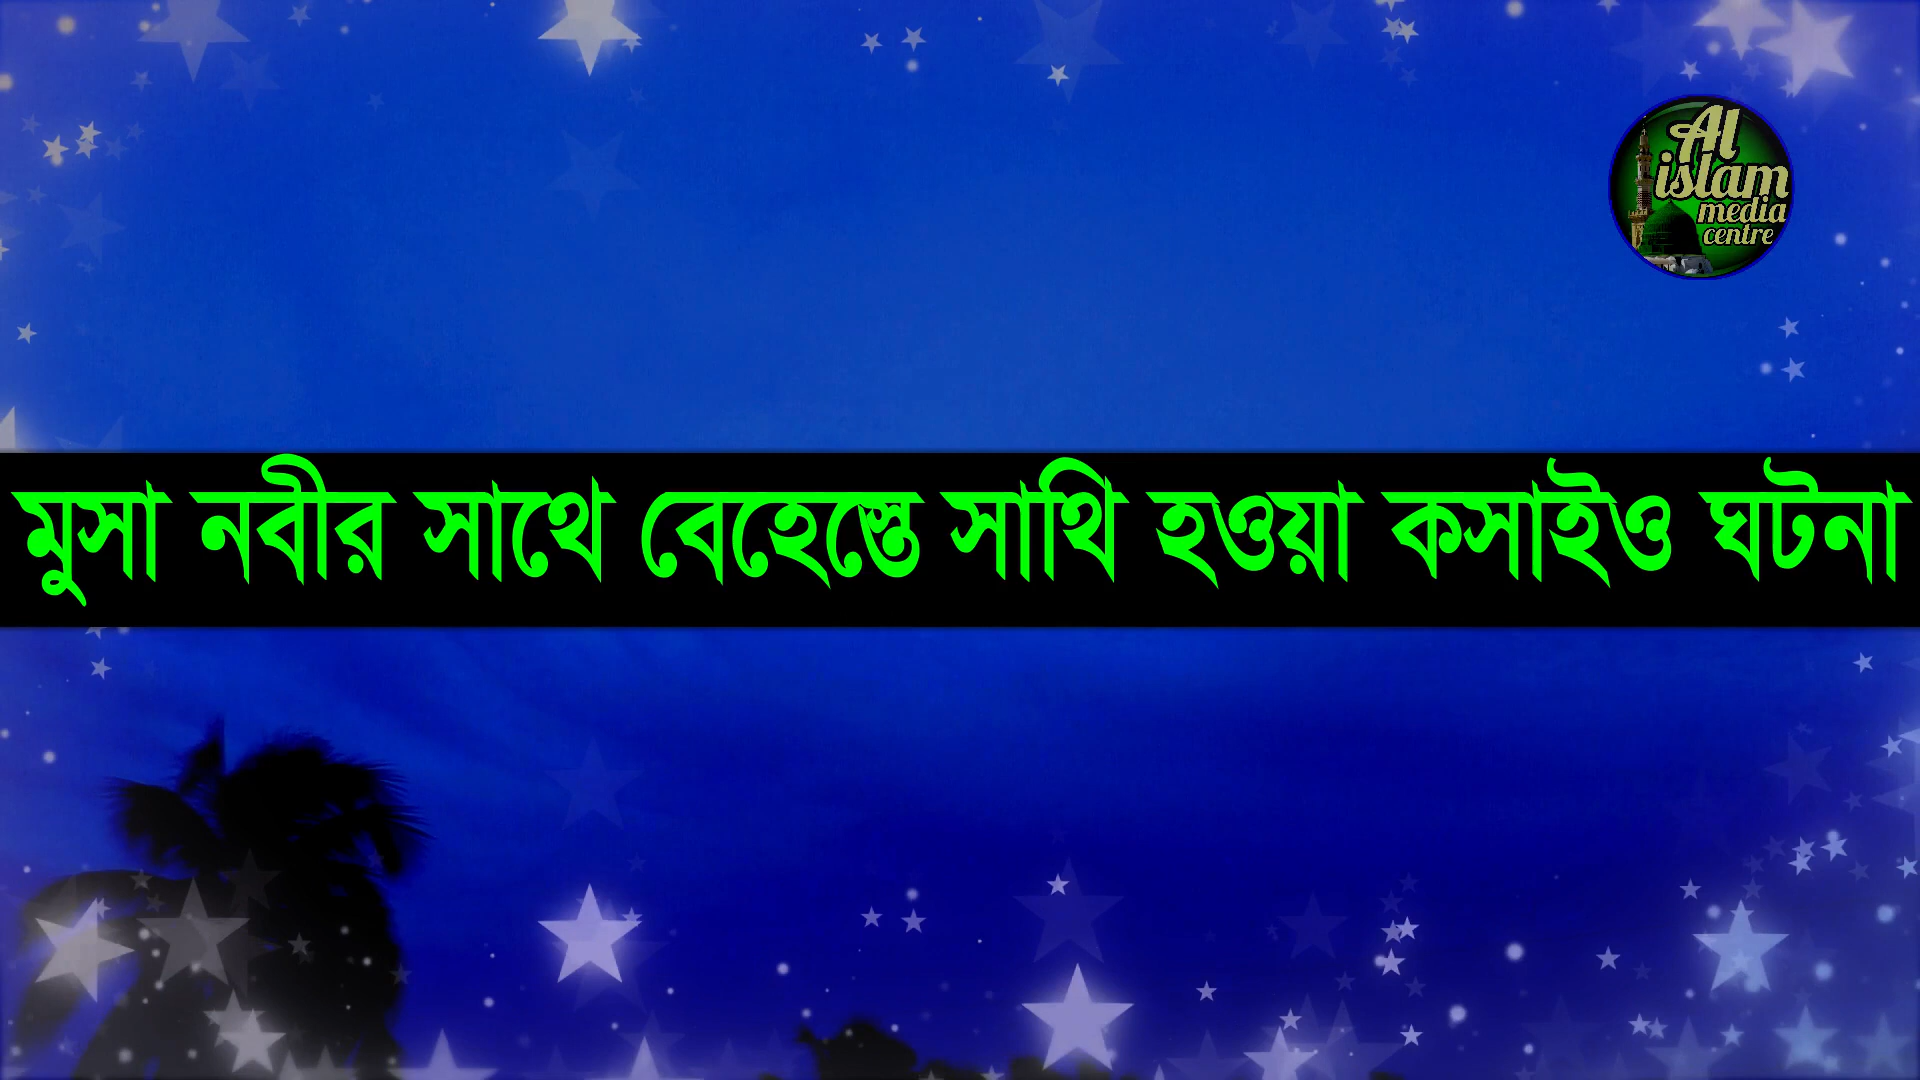 Al
islam
media
centre
মুসা নবীর সাথে বেহেস্তে সাথি হওয়া কসাইও ঘটনা